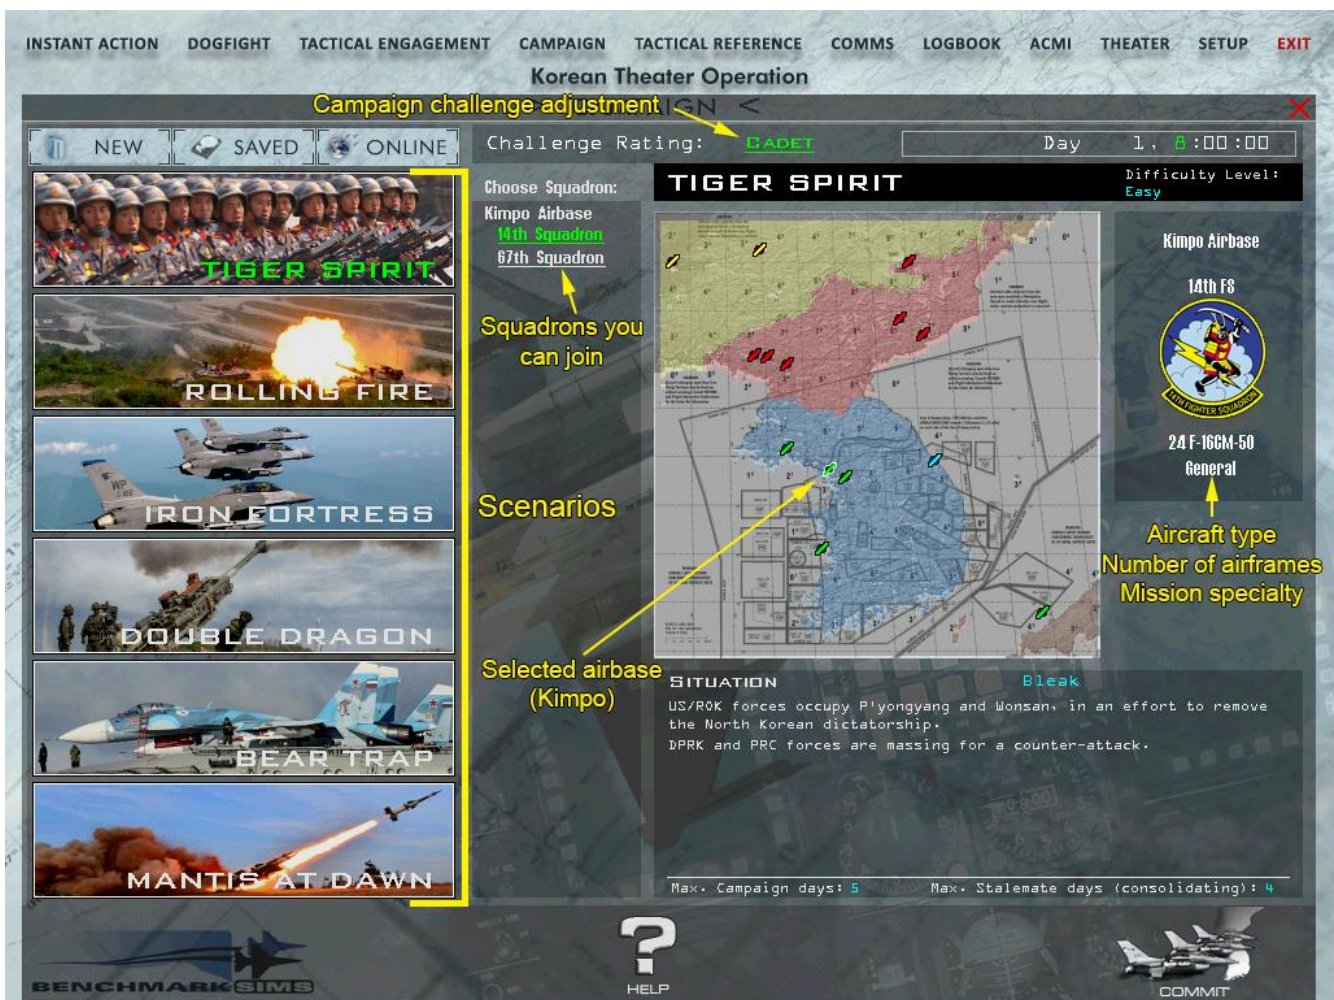 INSTANT ACTION DOGFIGHT TACTICAL ENGAGEMENT CAMPAIGN TACTICAL REFERENCE COMMS LOGBOOK ACMI THEATER SETUP EXIT
Korean Theater Operation
Campaign challenge adjustment
IGN <
NEW SAVED ONLINE
Challenge Rating: CADET
Day 1, 8:00:00
TIGER SPIRIT
ROLLING FIRE
IRON FORTRESS
DOUBLE DRAGON
BEAR TRAP
MANTIS AT DAWN
Scenarios
Choose Squadron:
Kimpo Airbase
14th Squadron
67th Squadron
Squadrons you
can join
Selected airbase
(Kimpo)
TIGER SPIRIT
Difficulty Level:
Easy
Kimpo Airbase
14th FS
14TH FIGHTER SQUADRON
24 F-16CM-50
General
Aircraft type
Number of airframes
Mission specialty
SITUATION Bleak
US/ROK forces occupy P'yongyang and Wonsan, in an effort to remove
the North Korean dictatorship.
DPRK and PRC forces are massing for a counter-attack.
Max. Campaign days: 5 Max. Stalemate days (consolidating): 4
BENCHMARK SIMS
HELP
COMMIT